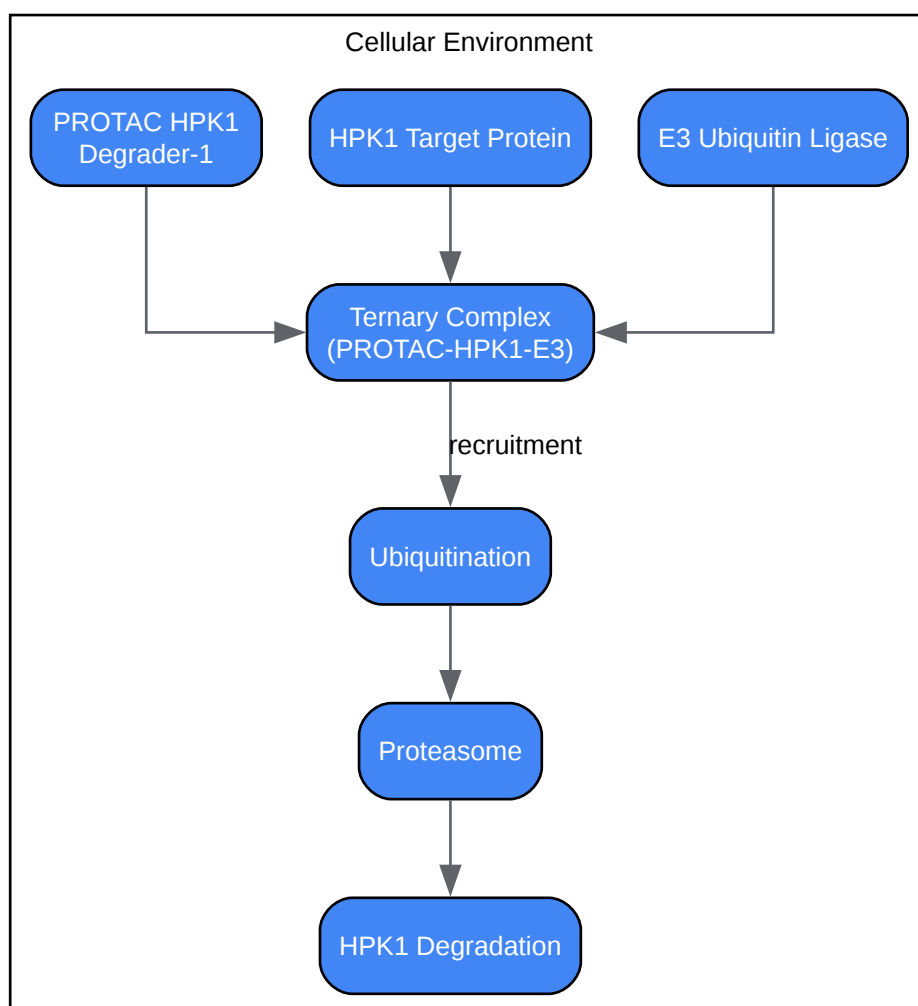 Cellular Environment
PROTAC HPK1
Degrader-1
HPK1 Target Protein
E3 Ubiquitin Ligase
Ternary Complex
(PROTAC-HPK1-E3)
recruitment
Ubiquitination
Proteasome
HPK1 Degradation